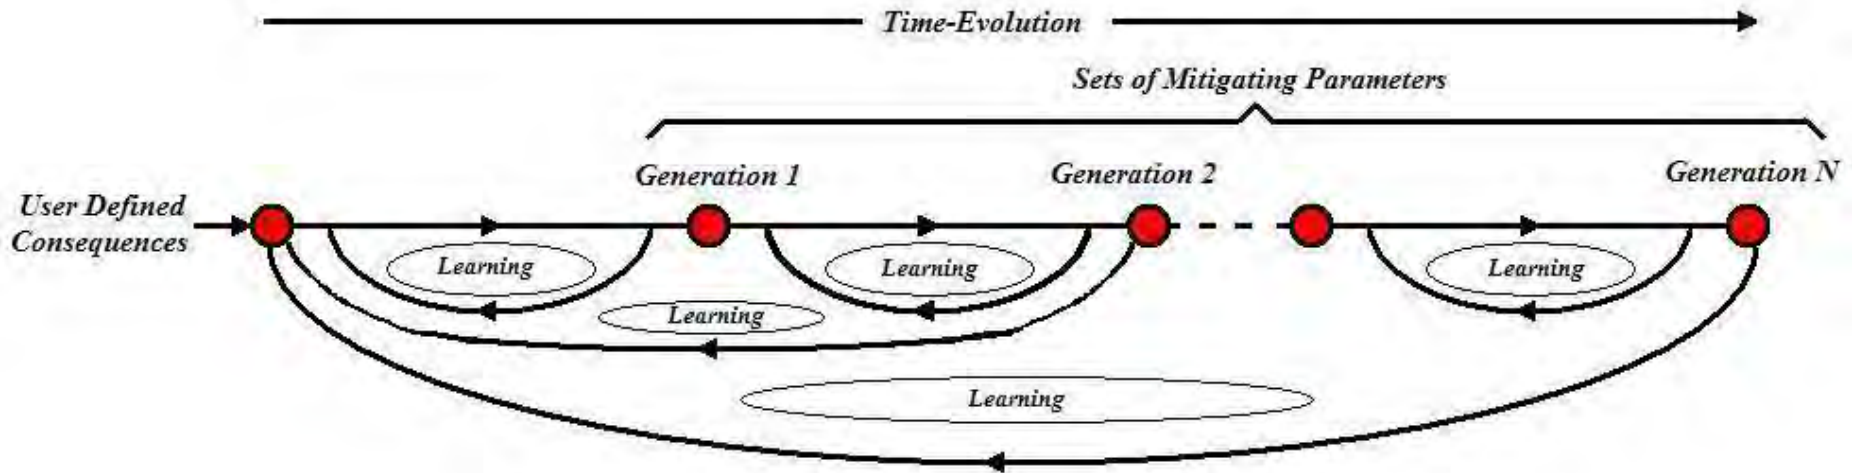 Time-Evolution
Sets of Mitigating Parameters
Generation 1
Generation 2
Generation N
User Defined
Consequences
Learning
Learning
Learning
Learning
Learning